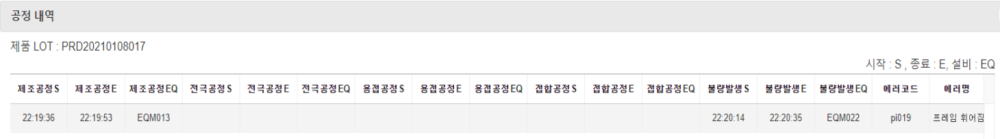 공정 내역
제품 LOT : PRD20210108017
시작 : S , 종료 : E, 설비 : EQ
제조공정S 제조공정E 제조공정EQ 전극공정S 전극공정E 전극공정EQ 용접공정S 용접공정E 용접공정EQ 접합공정S 접합공정E 접합공정EQ 불량발생S 불량발생E 불량발생EQ 에러코드 에러명
22:19:36 22:19:53 EQM013 22:20:14 22:20:35 EQM022 pi019 프레임 휘어짐